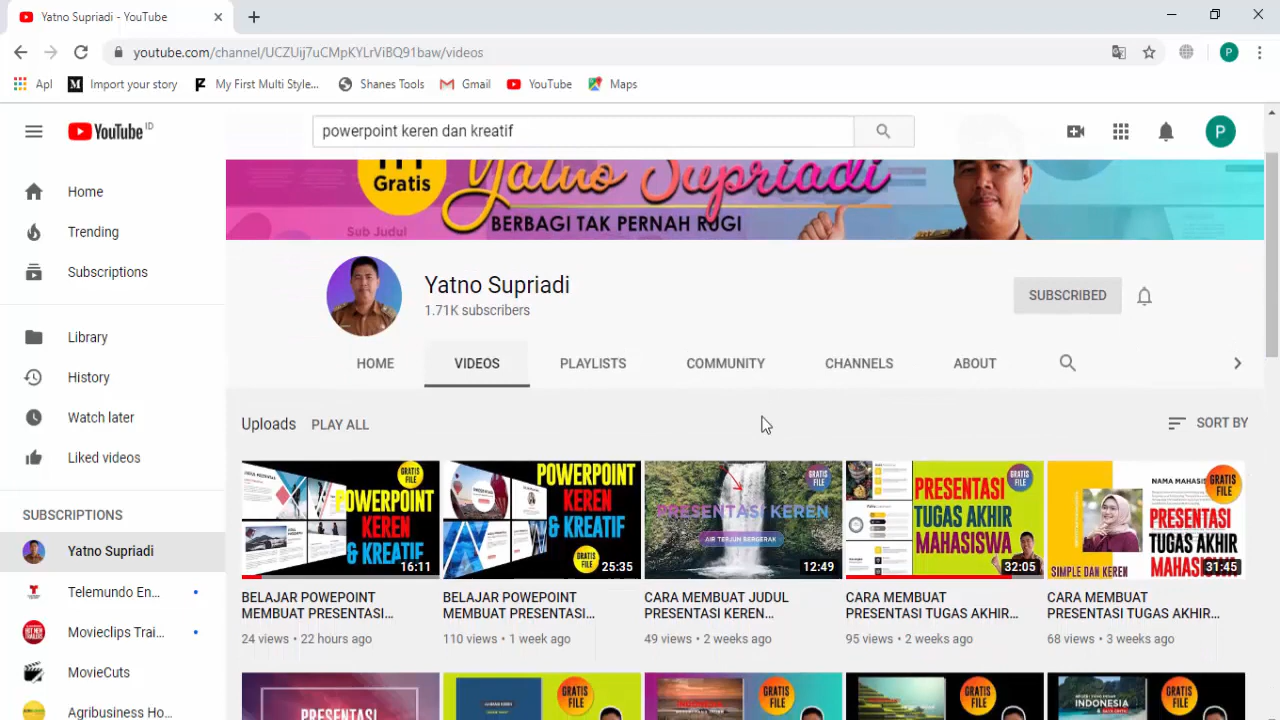 Yatno Supriadi - YouTube
youtube.com/channel/UCZUij7uCMpKYLrViBQ91baw/videos
P
Apl
Import your story
My First Multi Style...
Shanes Tools
Gmail
YouTube
Maps
YouTube ID
powerpoint keren dan kreatif
P
Home
Trending
Subscriptions
Library
History
Watch later
Liked videos
SUBSCRIPTIONS
Yatno Supriadi
Telemundo En...
Movieclips Trai...
MovieCuts
Agribusiness Ho...
Gratis
Yatno Supriadi
BERBAGI TAK PERNAH RUGI
Sub Judul
Yatno Supriadi
1.71K subscribers
SUBSCRIBED
HOME
VIDEOS
PLAYLISTS
COMMUNITY
CHANNELS
ABOUT
Uploads
PLAY ALL
SORT BY
GRATIS
FILE
POWERPOINT
KEREN
& KREATIF
16:11
BELAJAR POWEPOINT
MEMBUAT PRESENTASI...
24 views • 22 hours ago
POWERPOINT
KEREN
& KREATIF
GRATIS
FILE
25:35
BELAJAR POWEPOINT
MEMBUAT PRESENTASI...
110 views • 1 week ago
GRATIS
FILE
PRESENTASI KEREN
AIR TERJUN BERGERAK
12:49
CARA MEMBUAT JUDUL
PRESENTASI KEREN...
49 views • 2 weeks ago
GRATIS
FILE
PRESENTASI
TUGAS AKHIR
MAHASISWA
32:05
CARA MEMBUAT
PRESENTASI TUGAS AKHIR...
95 views • 2 weeks ago
NAMA MAHASIS
GRATIS
FILE
PRESENTASI
TUGAS AKHIR
MAHASISWA
SIMPLE DAN KEREN
31:45
CARA MEMBUAT
PRESENTASI TUGAS AKHIR...
68 views • 3 weeks ago
PRESENTASI
GRATIS
FILE
GRATIS
FILE
GRATIS
FILE
INDONESIA
GRATIS
FILE